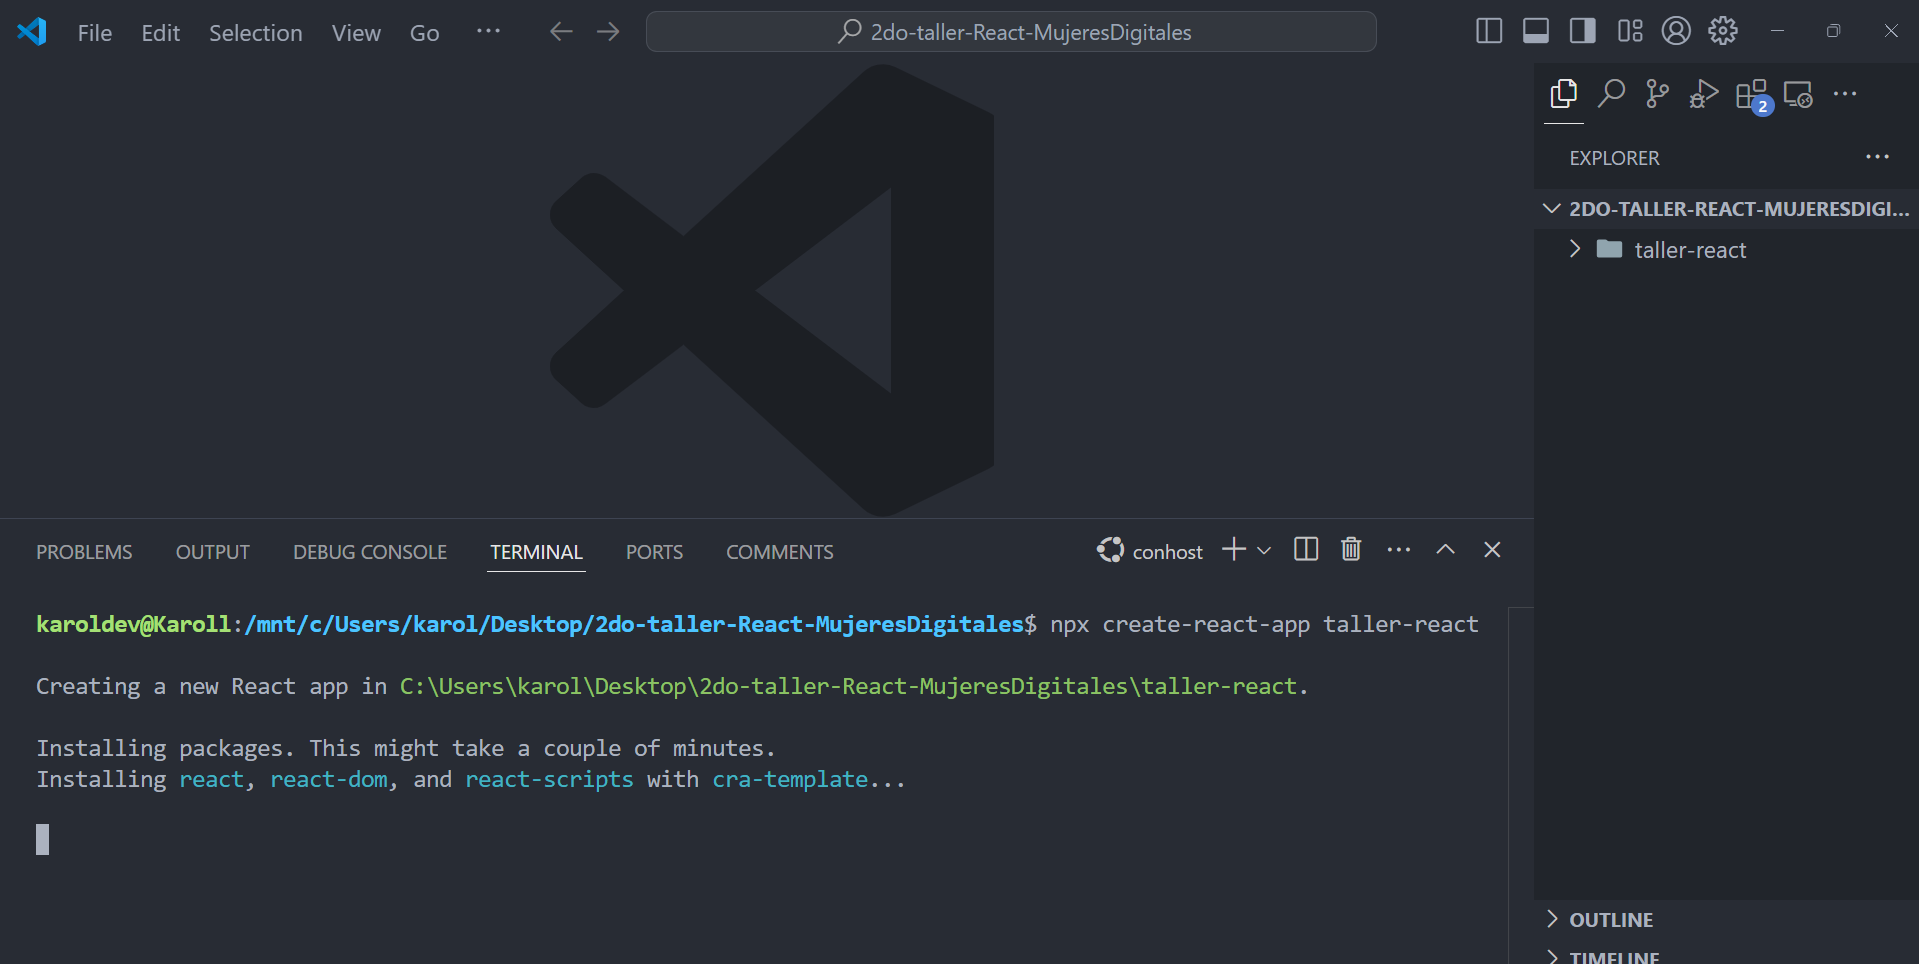 File Edit Selection View Go ··· 2do-taller-React-MujeresDigitales
2
EXPLORER
2DO-TALLER-REACT-MUJERESDIGI...
taller-react
PROBLEMS OUTPUT DEBUG CONSOLE TERMINAL PORTS COMMENTS conhost
karoldev@Karoll:/mnt/c/Users/karol/Desktop/2do-taller-React-MujeresDigitales$ npx create-react-app taller-react
Creating a new React app in C:\Users\karol\Desktop\2do-taller-React-MujeresDigitales\taller-react.
Installing packages. This might take a couple of minutes.
Installing react, react-dom, and react-scripts with cra-template...
OUTLINE
TIMELINE